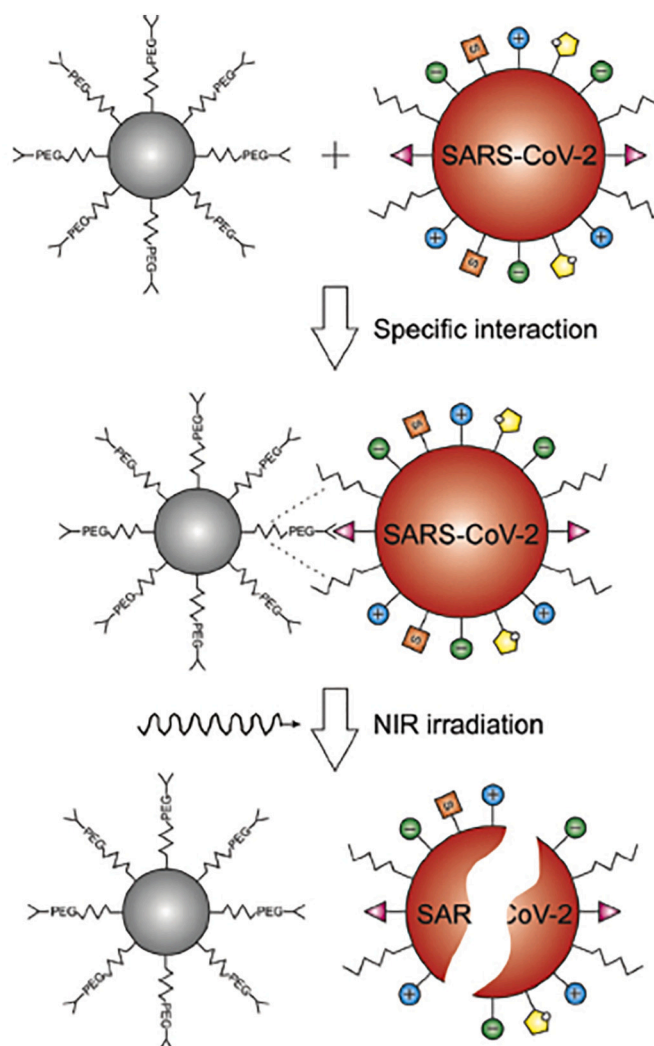 PEG
PEG
PEG
PEG
PEG
PEG
PEG
PEG
+
S
+
−
−
SARS-CoV-2
+
S
−
+
Specific interaction
PEG
PEG
PEG
PEG
PEG
PEG
PEG
PEG
S
+
−
−
SARS-CoV-2
+
S
−
+
NIR irradiation
PEG
PEG
PEG
PEG
PEG
PEG
PEG
PEG
S
+
−
−
SAR CoV-2
+
−
+